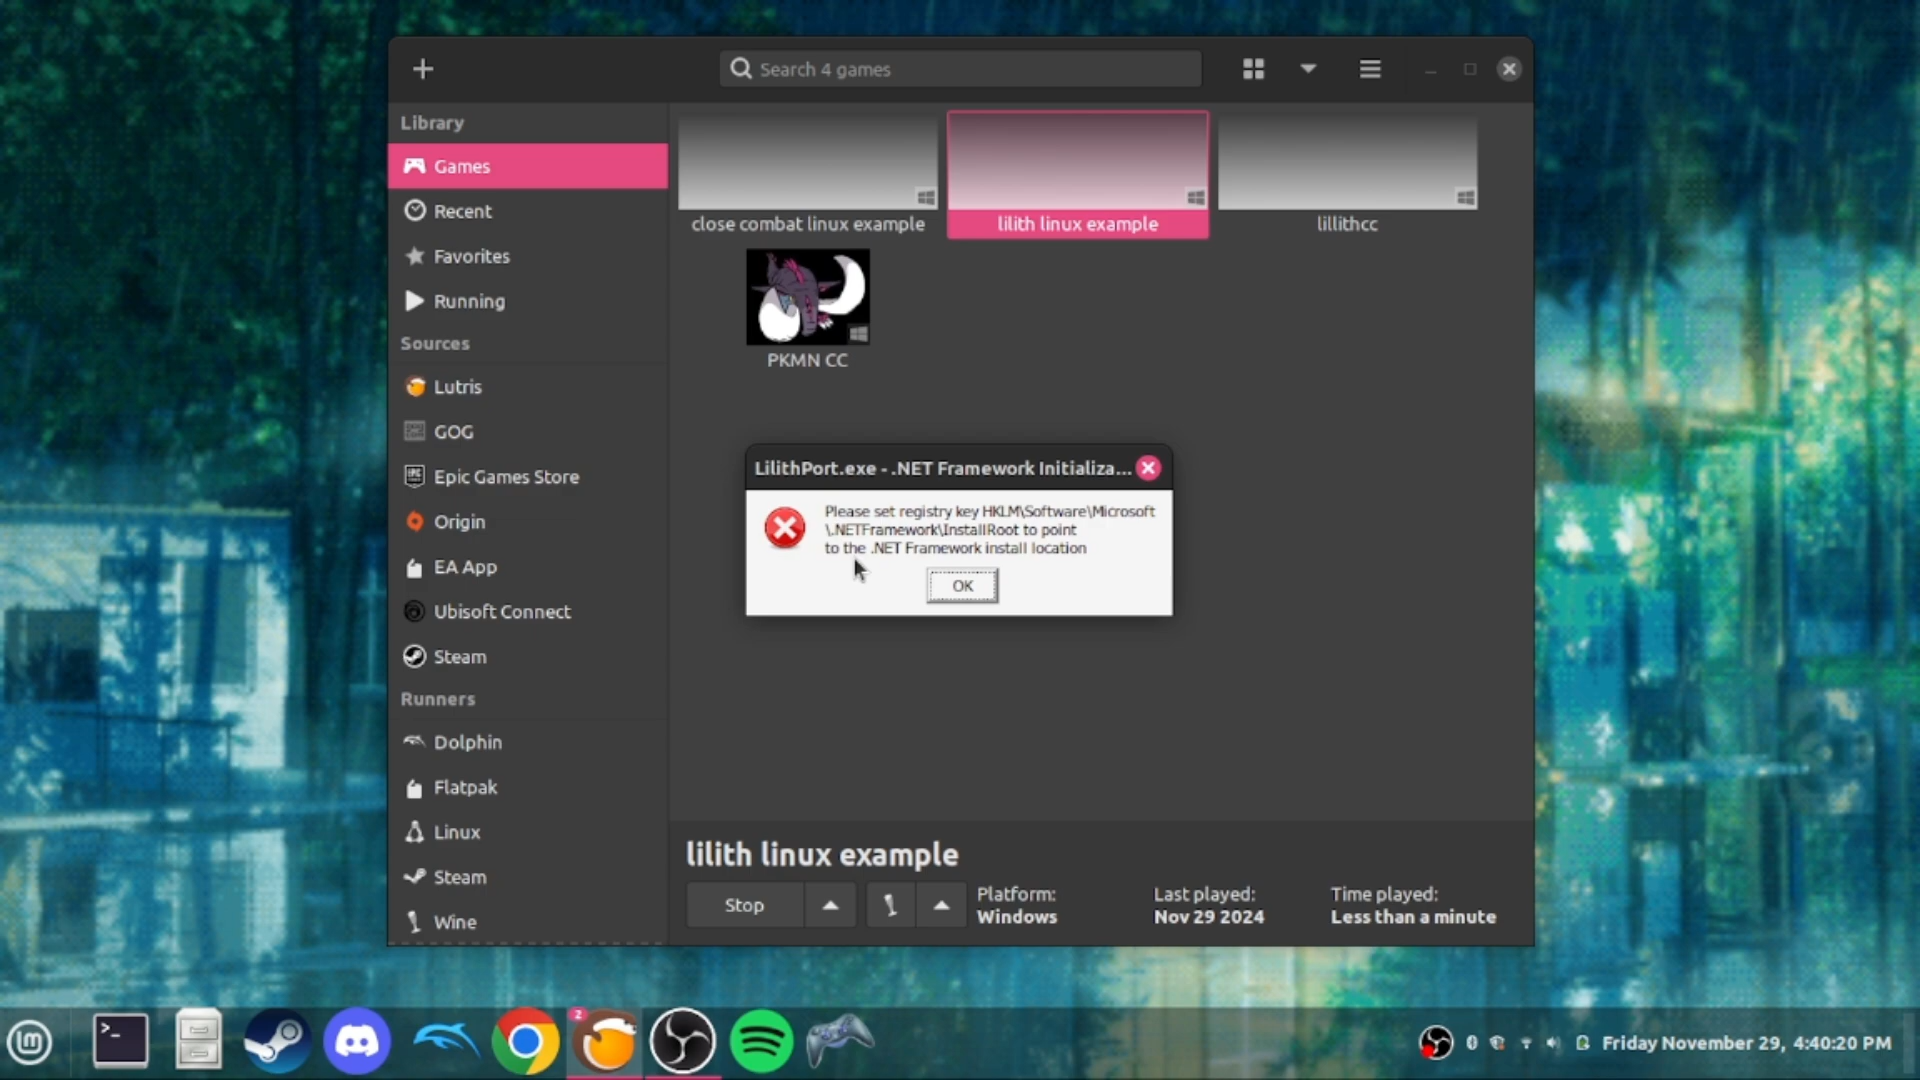 Search 4 games
Library
Games
Recent
Favorites
Running
Sources
Lutris
GOG
Epic Games Store
Origin
EA App
Ubisoft Connect
Steam
Runners
Dolphin
Flatpak
Linux
Steam
Wine
close combat linux example
lilith linux example
lillithcc
PKMN CC
LilithPort.exe - .NET Framework Initializa...
Please set registry key HKLM\Software\Microsoft
\.NETFramework\InstallRoot to point
to the .NET Framework install location
OK
lilith linux example
Stop
Platform:
Windows
Last played:
Nov 29 2024
Time played:
Less than a minute
2
Friday November 29, 4:40:20 PM